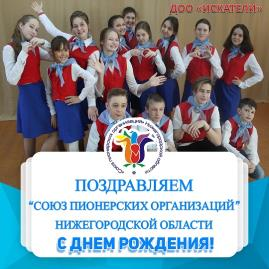 ДОО «ИСКАТЕЛИ»
ПОЗДРАВЛЯЕМ
"СОЮЗ ПИОНЕРСКИХ ОРГАНИЗАЦИЙ"
НИЖЕГОРОДСКОЙ ОБЛАСТИ
С ДНЕМ РОЖДЕНИЯ!